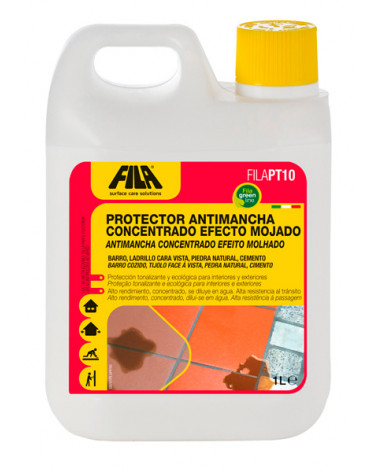 FILA
surface care solutions
FILAPT10
fila
green
line
PROTECTOR ANTIMANCHA
CONCENTRADO EFECTO MOJADO
ANTIMANCHA CONCENTRADO EFEITO MOLHADO
BARRO, LADRILLO CARA VISTA, PIEDRA NATURAL, CEMENTO
BARRO COZIDO, TIJOLO FACE À VISTA, PEDRA NATURAL, CIMENTO
Protección tonalizante y ecológica para interiores y exteriores
Proteção tonalizante e ecológica para interiores e exteriores
Alto rendimiento, concentrado, se diluye en agua. Alta resistencia al tránsito.
Alto rendimento, concentrado, dilui-se em água. Alta resistência à passagem
1L e